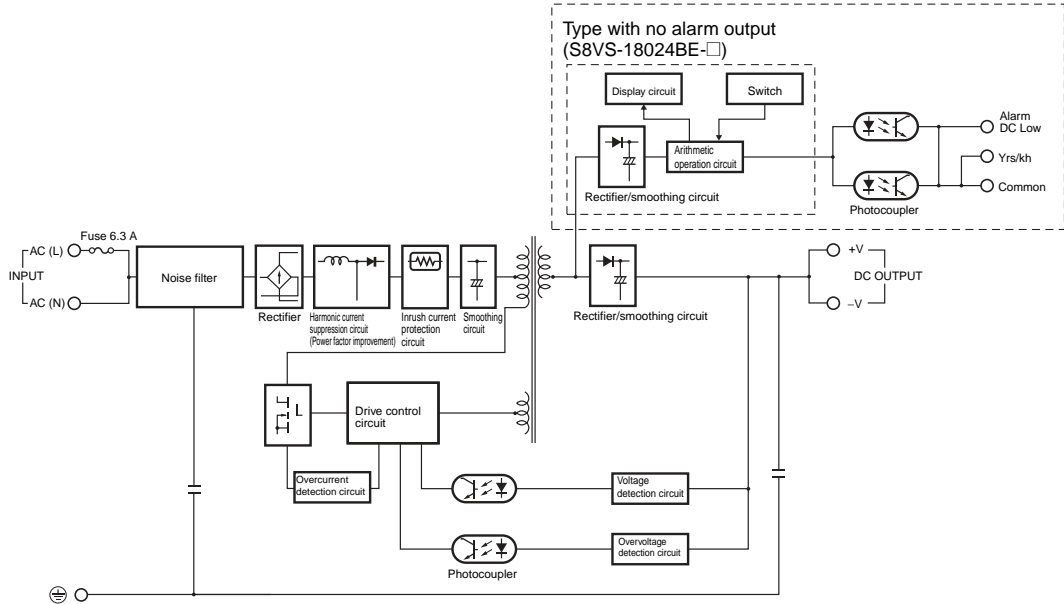 Type with no alarm output
(S8VS-18024BE-□)
Display circuit
Switch
Arithmetic
operation circuit
Rectifier/smoothing circuit
Alarm
DC Low
Yrs/kh
Common
Photocoupler
Fuse 6.3 A
AC (L)
INPUT
AC (N)
Noise filter
Rectifier
Harmonic current
suppression circuit
(Power factor improvement)
Inrush current
protection
circuit
Smoothing
circuit
Rectifier/smoothing circuit
+V
DC OUTPUT
–V
Drive control
circuit
Overcurrent
detection circuit
Voltage
detection circuit
Overvoltage
detection circuit
Photocoupler